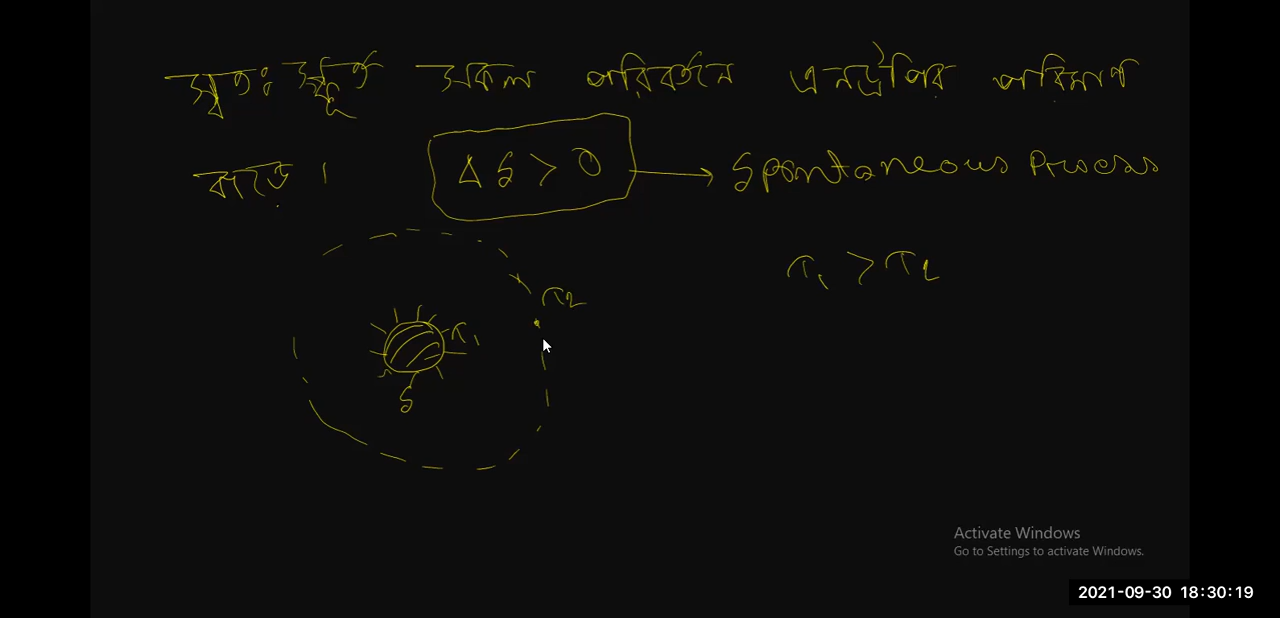 স্বতঃস্ফূর্ত সকল পরিবর্তনে এনট্রপির পরিমাণ
বাড়ে। ΔS > 0 → Spontaneous Process
T₁ > T₂
T₂
T₁
S
Activate Windows
Go to Settings to activate Windows.
2021-09-30 18:30:19